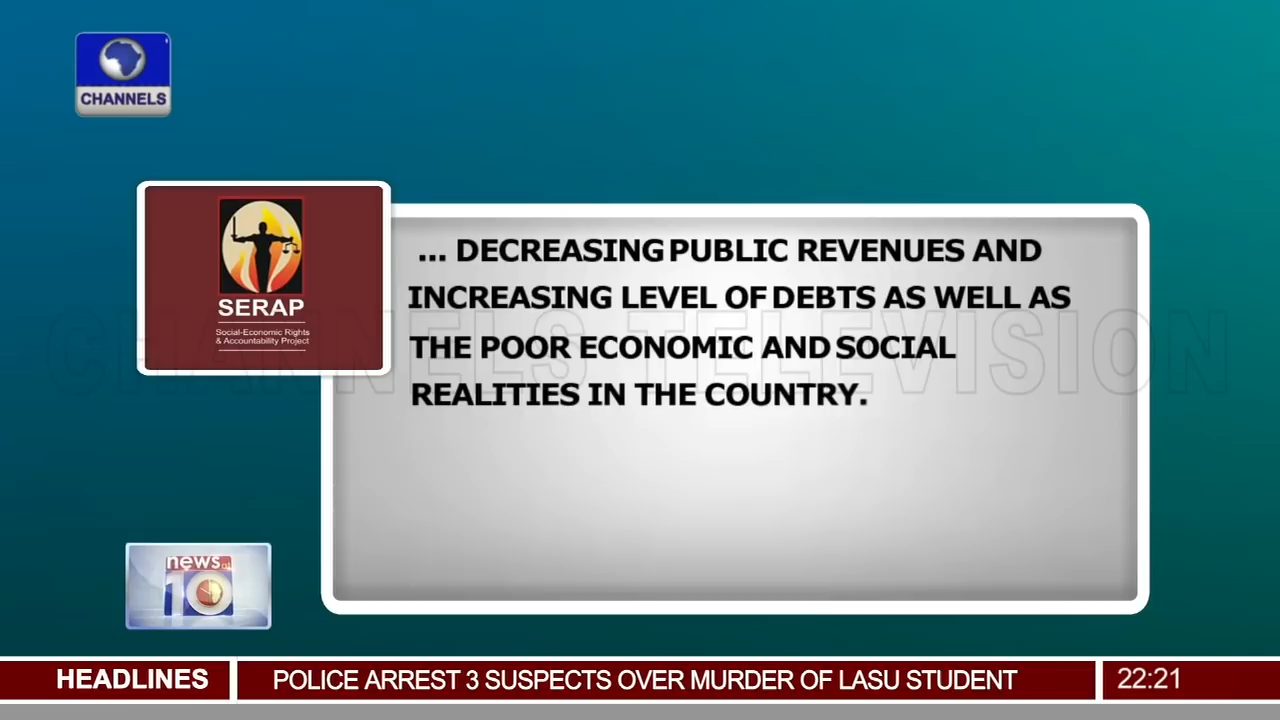 CHANNELS
SERAP
Social-Economic Rights
& Accountability Project
... DECREASING PUBLIC REVENUES AND
INCREASING LEVEL OF DEBTS AS WELL AS
THE POOR ECONOMIC AND SOCIAL
REALITIES IN THE COUNTRY.
CHANNELS TELEVISION
news at
10
HEADLINES
POLICE ARREST 3 SUSPECTS OVER MURDER OF LASU STUDENT
22:21